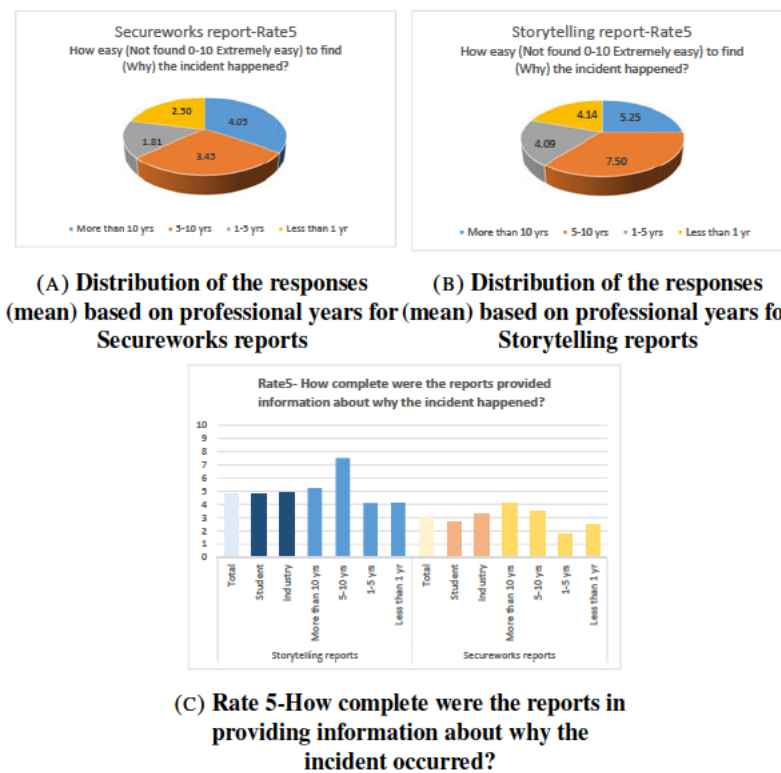 Secureworks report-Rate5
How easy (Not found 0-10 Extremely easy) to find
(Why) the incident happened?
2.50
4.05
1.81
3.45
More than 10 yrs 5-10 yrs 1-5 yrs Less than 1 yr
Storytelling report-Rate5
How easy (Not found 0-10 Extremely easy) to find
(Why) the incident happened?
4.14
5.25
4.09
7.50
More than 10 yrs 5-10 yrs 1-5 yrs Less than 1 yr
(A) Distribution of the responses
(mean) based on professional years for
Secureworks reports
(B) Distribution of the responses
(mean) based on professional years fo
Storytelling reports
Rate5- How complete were the reports provided
information about why the incident happened?
10
9
8
7
6
5
4
3
2
1
0
Total
Student
Industry
More than 10 yrs
5-10 yrs
1-5 yrs
Less than 1 yr
Total
Student
Industry
More than 10 yrs
5-10 yrs
1-5 yrs
Less than 1 yr
Storytelling reports
Secureworks reports
(C) Rate 5-How complete were the reports in
providing information about why the
incident occurred?